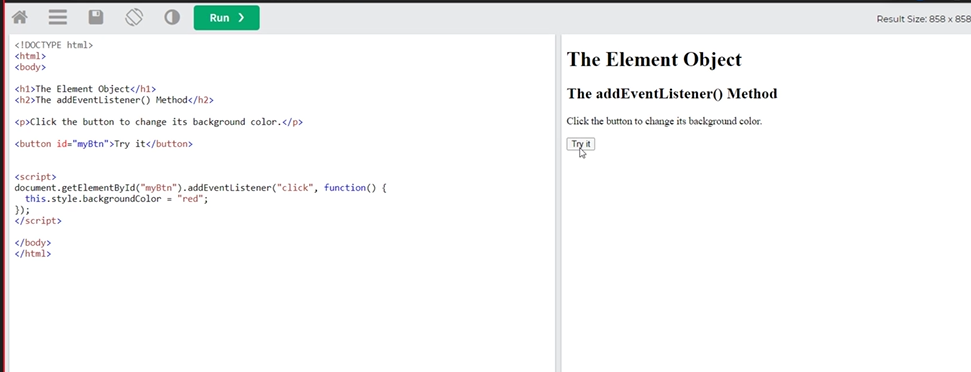 Run ❯
Result Size: 858 x 858
<!DOCTYPE html>
<html>
<body>
<h1>The Element Object</h1>
<h2>The addEventListener() Method</h2>
<p>Click the button to change its background color.</p>
<button id="myBtn">Try it</button>
<script>
document.getElementById("myBtn").addEventListener("click", function() {
  this.style.backgroundColor = "red";
});
</script>
</body>
</html>
The Element Object
The addEventListener() Method
Click the button to change its background color.
Try it